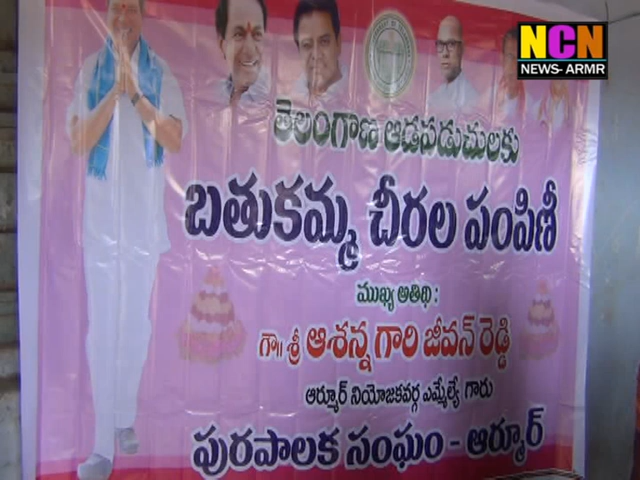 NCN
NEWS-ARMR
తెలంగాణ ఆడపడుచులకు
బతుకమ్మ చీరల పంపిణీ
ముఖ్య అతిథి :
గౌ॥ శ్రీ ఆశన్న గారి జీవన్ రెడ్డి
ఆర్మూర్ నియోజకవర్గ ఎమ్మెల్యే గారు
పురపాలక సంఘం - ఆర్మూర్